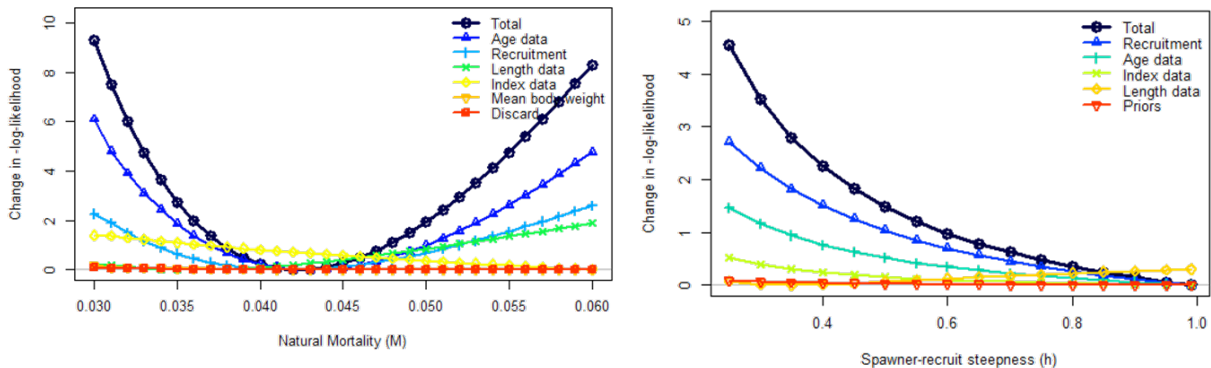 10
8
6
4
2
0
Change in -log-likelihood
Total
Age data
Recruitment
Length data
Index data
Mean body weight
Discard
0.030
0.035
0.040
0.045
0.050
0.055
0.060
Natural Mortality (M)
5
4
3
2
1
0
Change in -log-likelihood
Total
Recruitment
Age data
Index data
Length data
Priors
0.4
0.6
0.8
1.0
Spawner-recruit steepness (h)